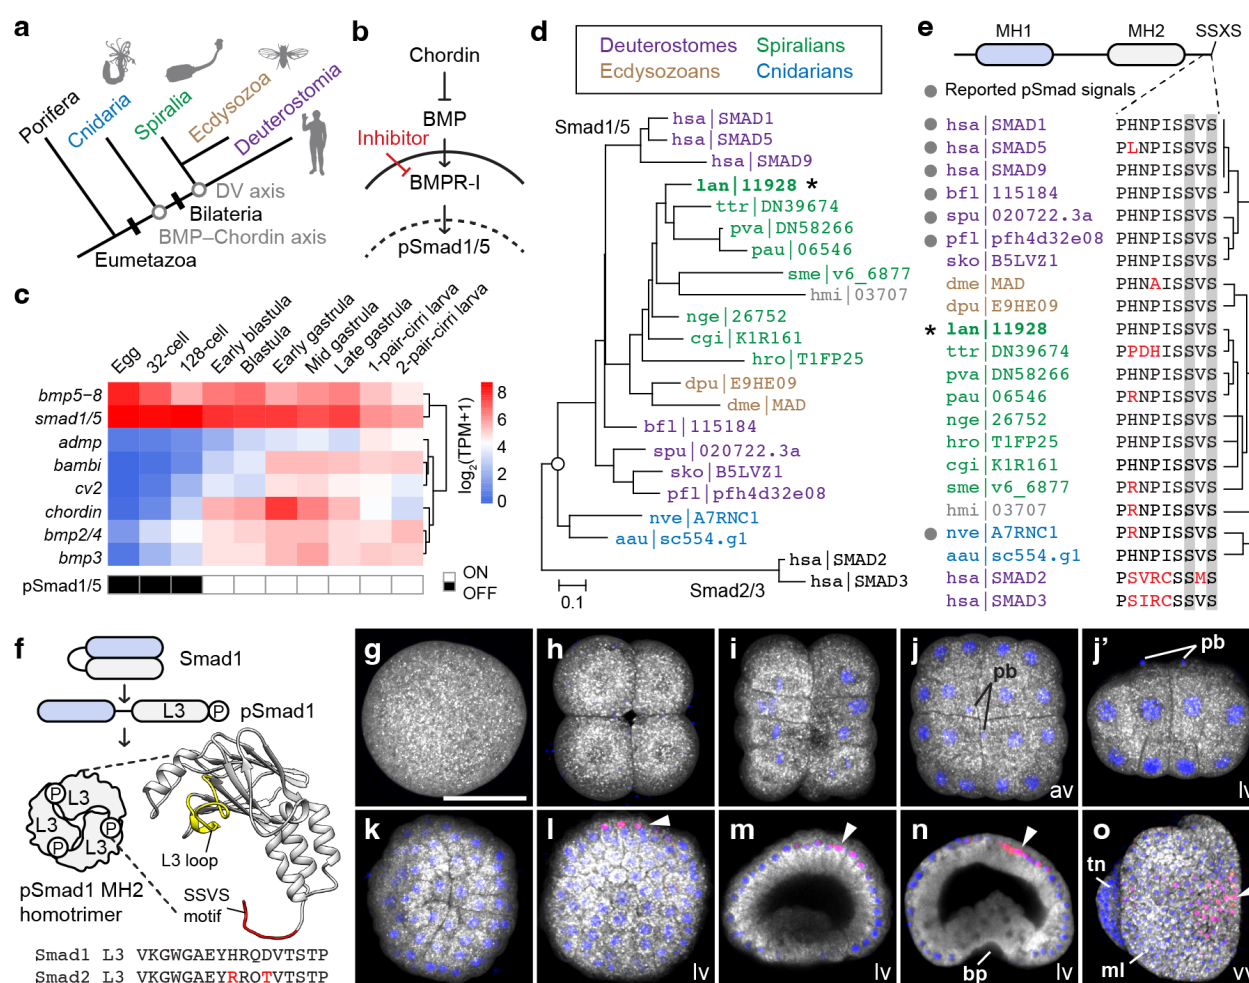 a
Porifera
Cnidaria
Spiralia
Ecdysozoa
Deuterostomia
DV axis
Bilateria
BMP–Chordin axis
Eumetazoa
b
Chordin
BMP
Inhibitor
BMPR-I
pSmad1/5
c
Egg
32-cell
128-cell
Early blastula
Blastula
Early gastrula
Mid gastrula
Late gastrula
1-pair-cirri larva
2-pair-cirri larva
bmp5–8
smad1/5
admp
bambi
cv2
chordin
bmp2/4
bmp3
pSmad1/5
8
6
4
2
0
log2(TPM+1)
ON
OFF
d
Deuterostomes Spiralians
Ecdysozoans Cnidarians
Smad1/5
hsa|SMAD1
hsa|SMAD5
hsa|SMAD9
lan|11928 *
ttr|DN39674
pva|DN58266
pau|06546
sme|v6_6877
hmi|03707
nge|26752
cgi|K1R161
hro|T1FP25
dpu|E9HE09
dme|MAD
bfl|115184
spu|020722.3a
sko|B5LVZ1
pfl|pfh4d32e08
nve|A7RNC1
aau|sc554.g1
hsa|SMAD2
hsa|SMAD3
Smad2/3
0.1
e
MH1 MH2 SSXS
Reported pSmad signals
hsa|SMAD1 PHNPISSVS
hsa|SMAD5 PLNPISSVS
hsa|SMAD9 PHNPISSVS
bfl|115184 PHNPISSVS
spu|020722.3a PHNPISSVS
pfl|pfh4d32e08 PHNPISSVS
sko|B5LVZ1 PHNPISSVS
dme|MAD PHNAISSVS
dpu|E9HE09 PHNPISSVS
* lan|11928 PHNPISSVS
ttr|DN39674 PPDHISSVS
pva|DN58266 PHNPISSVS
pau|06546 PRNPISSVS
nge|26752 PHNPISSVS
hro|T1FP25 PHNPISSVS
cgi|K1R161 PHNPISSVS
sme|v6_6877 PRNPISSVS
hmi|03707 PRNPISSVS
nve|A7RNC1 PRNPISSVS
aau|sc554.g1 PHNPISSVS
hsa|SMAD2 PSVRCSSMS
hsa|SMAD3 PSIRCSSVS
f
Smad1
L3 P pSmad1
P L3
L3 P
P L3
L3 loop
pSmad1 MH2
homotrimer
SSVS
motif
Smad1 L3 VKGWGAEYHRQDVTSTP
Smad2 L3 VKGWGAEYRRQTVTSTP
g
h
i
j
pb
av
j’
pb
lv
k
l
lv
m
lv
n
bp
lv
o
tn
ml
vv